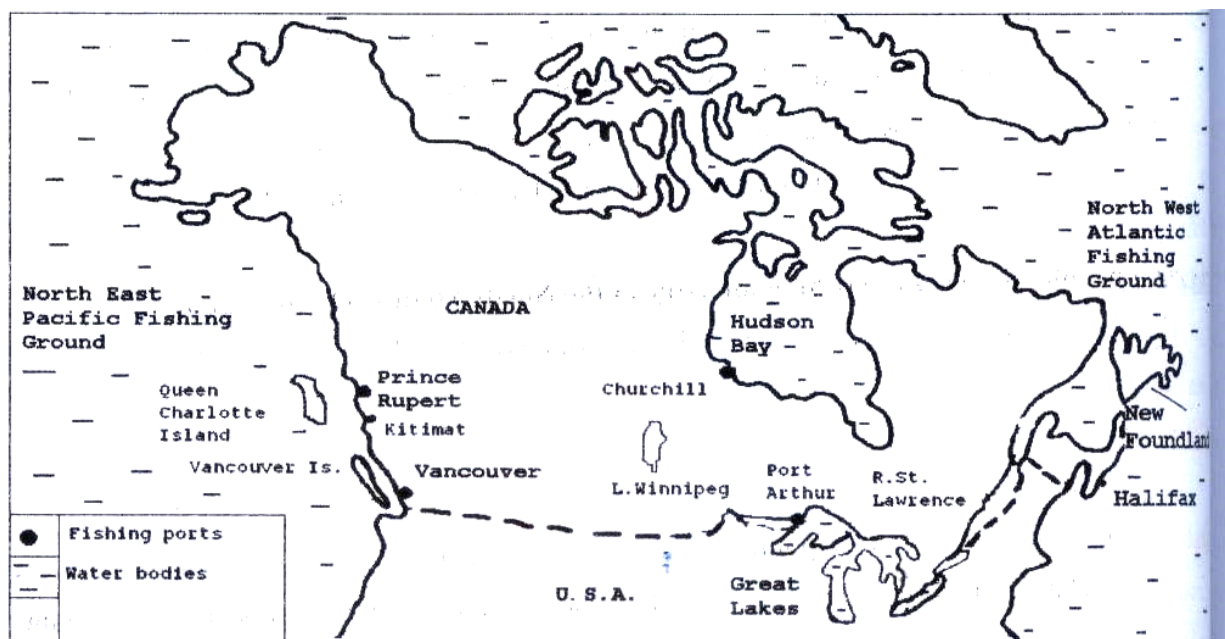 North West
Atlantic
Fishing
Ground
North East
Pacific Fishing
Ground
CANADA
Hudson
Bay
Queen
Charlotte
Island
Prince
Rupert
Kitimat
Churchill
New
Foundland
Vancouver Is.
Vancouver
L.Winnipeg
Port
Arthur
R.St.
Lawrence
Halifax
Fishing ports
Water bodies
Great
Lakes
U.S.A.